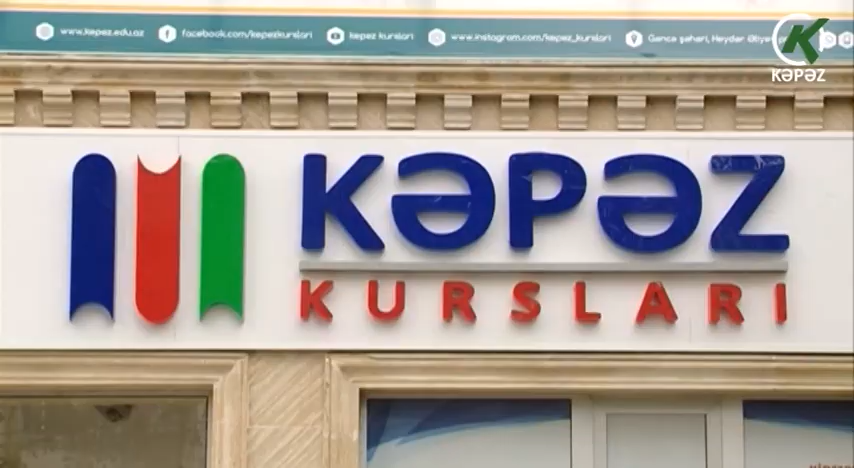 www.kepez.edu.az facebook.com/kepezkurslari kepez kurslari www.instagram.com/kepez_kurslari Gəncə şəhəri, Heydər
KƏPƏZ
KƏPƏZ
KURSLARI